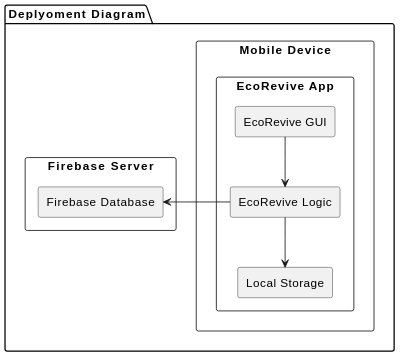 Deplyoment Diagram
Mobile Device
EcoRevive App
EcoRevive GUI
Firebase Server
Firebase Database
EcoRevive Logic
Local Storage